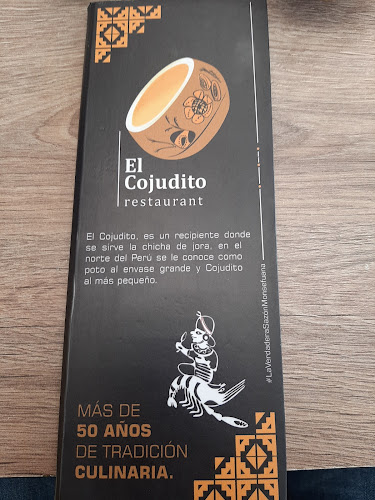 El
Cojudito
restaurant
El Cojudito, es un recipiente donde
se sirve la chicha de jora, en el
norte del Perú se le conoce como
poto al envase grande y Cojudito
al más pequeño.
#LaVerdaderaSazónMonsefuana
MÁS DE
50 AÑOS
DE TRADICIÓN
CULINARIA.